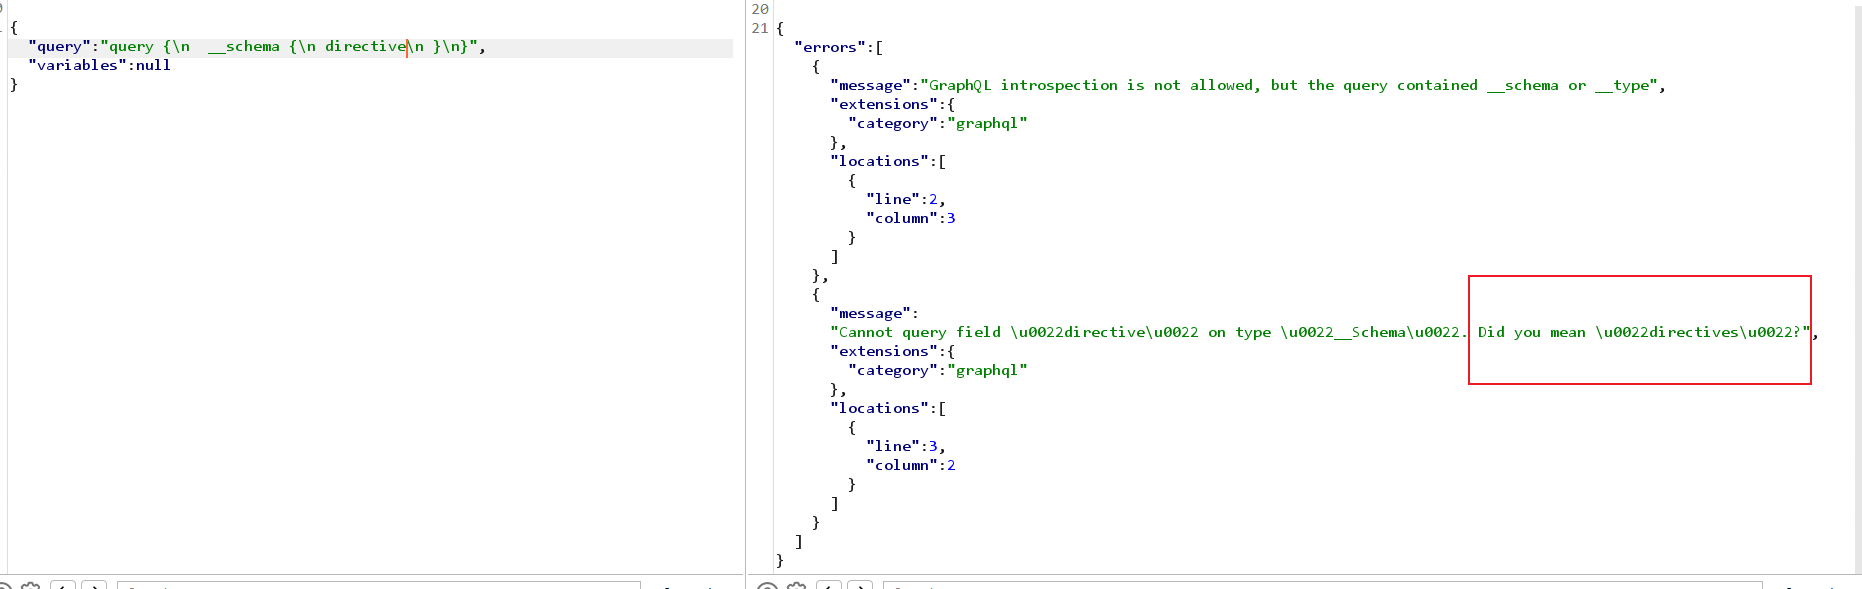 {
"query":"query {\n  __schema {\n directive\n }\n}",
"variables":null
}
20
21 {
"errors":[
{
"message":"GraphQL introspection is not allowed, but the query contained __schema or __type",
"extensions":{
"category":"graphql"
},
"locations":[
{
"line":2,
"column":3
}
]
},
{
"message":
"Cannot query field \u0022directive\u0022 on type \u0022__Schema\u0022. Did you mean \u0022directives\u0022?",
"extensions":{
"category":"graphql"
},
"locations":[
{
"line":3,
"column":2
}
]
}
]
}